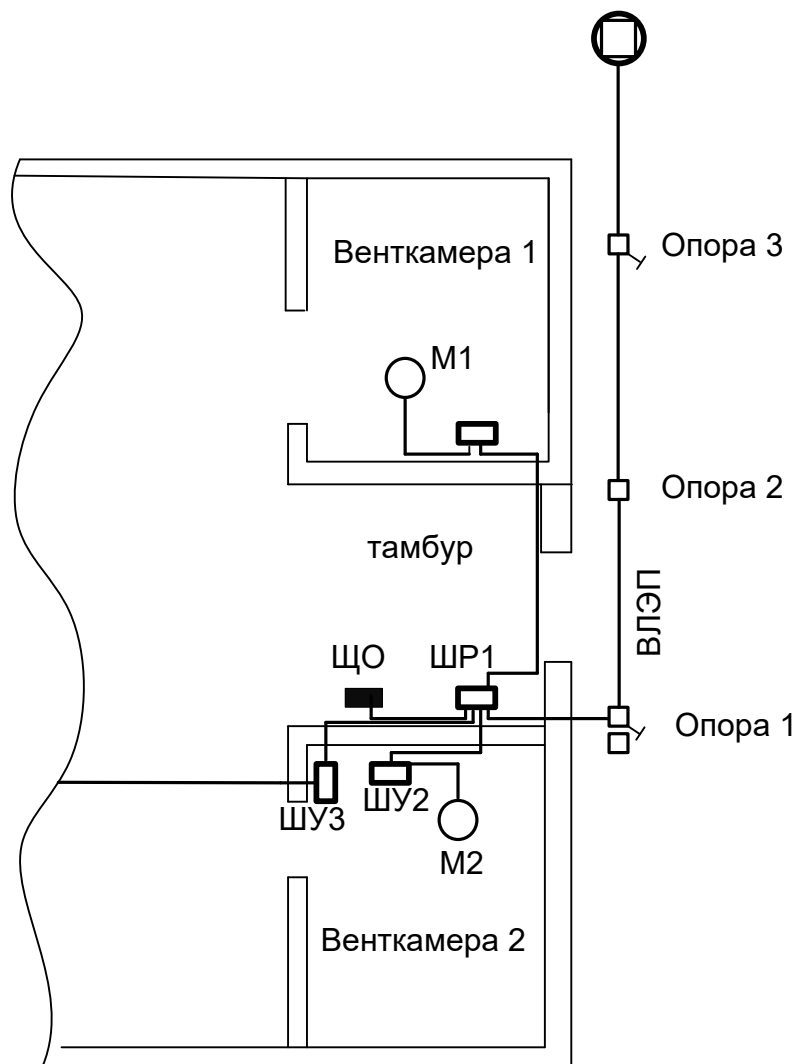 Опора 3
Венткамера 1
М1
Опора 2
тамбур
ВЛЭП
ЩО
ШР1
Опора 1
ШУ3
ШУ2
М2
Венткамера 2